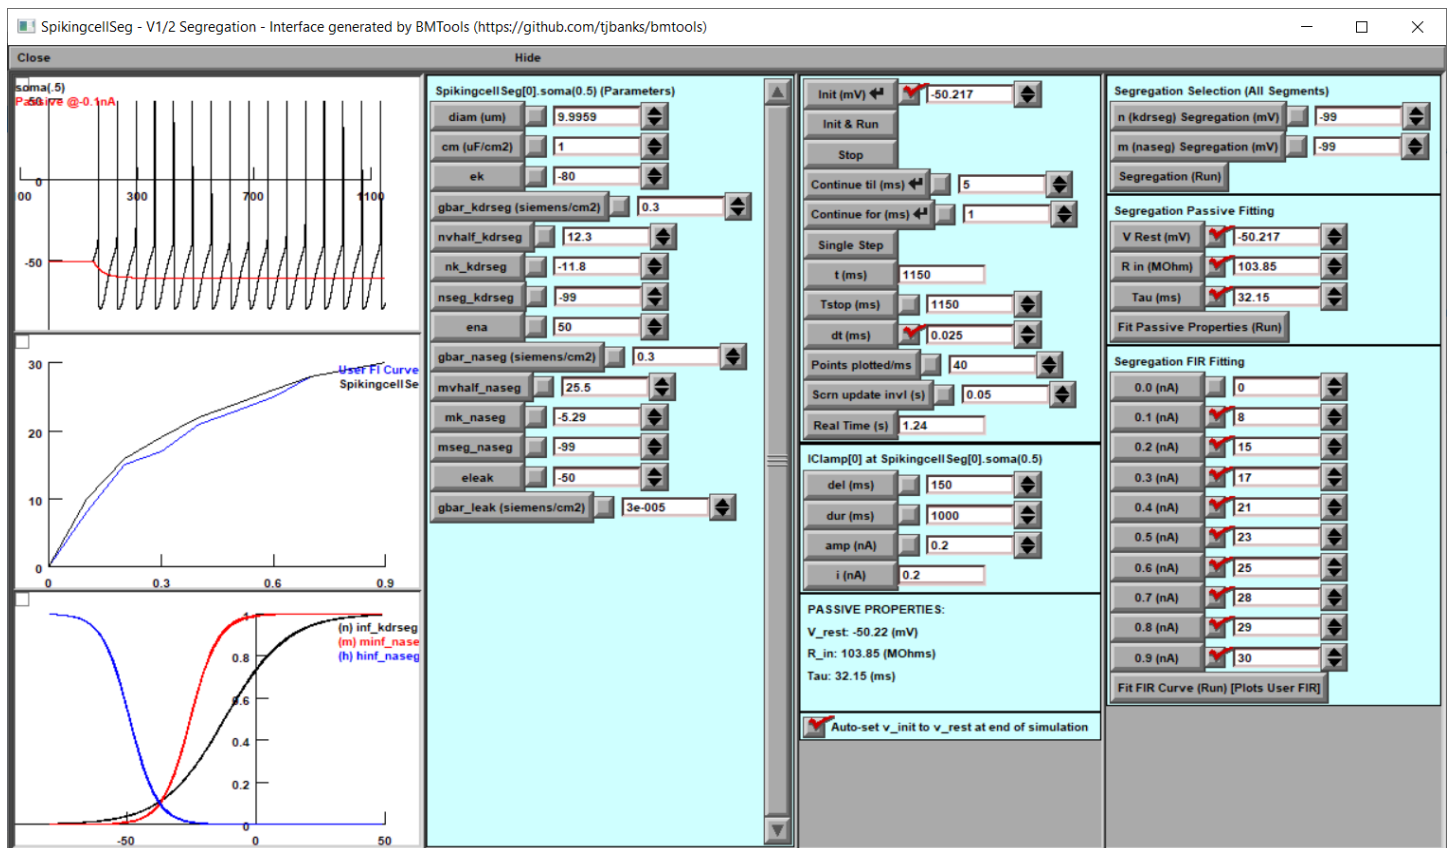 SpikingcellSeg - V1/2 Segregation - Interface generated by BMTools (https://github.com/tjbanks/bmtools)
Close
Hide
soma(.5)
Passive @-0.1nA
0
-50
00
300
700
1100
30
20
10
0
0
0.3
0.6
0.9
User FI Curve
SpikingcellSe
(n) inf_kdrseg
(m) minf_nase
(h) hinf_naseg
1
0.8
0.6
0.4
0.2
0
-50
0
50
SpikingcellSeg[0].soma(0.5) (Parameters)
diam (um) 9.9959
cm (uF/cm2) 1
ek -80
gbar_kdrseg (siemens/cm2) 0.3
nvhalf_kdrseg 12.3
nk_kdrseg -11.8
nseg_kdrseg -99
ena 50
gbar_naseg (siemens/cm2) 0.3
mvhalf_naseg 25.5
mk_naseg -5.29
mseg_naseg -99
eleak -50
gbar_leak (siemens/cm2) 3e-005
Init (mV) -50.217
Init & Run
Stop
Continue til (ms) 5
Continue for (ms) 1
Single Step
t (ms) 1150
Tstop (ms) 1150
dt (ms) 0.025
Points plotted/ms 40
Scrn update invl (s) 0.05
Real Time (s) 1.24
IClamp[0] at SpikingcellSeg[0].soma(0.5)
del (ms) 150
dur (ms) 1000
amp (nA) 0.2
i (nA) 0.2
PASSIVE PROPERTIES:
V_rest: -50.22 (mV)
R_in: 103.85 (MOhms)
Tau: 32.15 (ms)
Auto-set v_init to v_rest at end of simulation
Segregation Selection (All Segments)
n (kdrseg) Segregation (mV) -99
m (naseg) Segregation (mV) -99
Segregation (Run)
Segregation Passive Fitting
V Rest (mV) -50.217
R in (MOhm) 103.85
Tau (ms) 32.15
Fit Passive Properties (Run)
Segregation FIR Fitting
0.0 (nA) 0
0.1 (nA) 8
0.2 (nA) 15
0.3 (nA) 17
0.4 (nA) 21
0.5 (nA) 23
0.6 (nA) 25
0.7 (nA) 28
0.8 (nA) 29
0.9 (nA) 30
Fit FIR Curve (Run) [Plots User FIR]